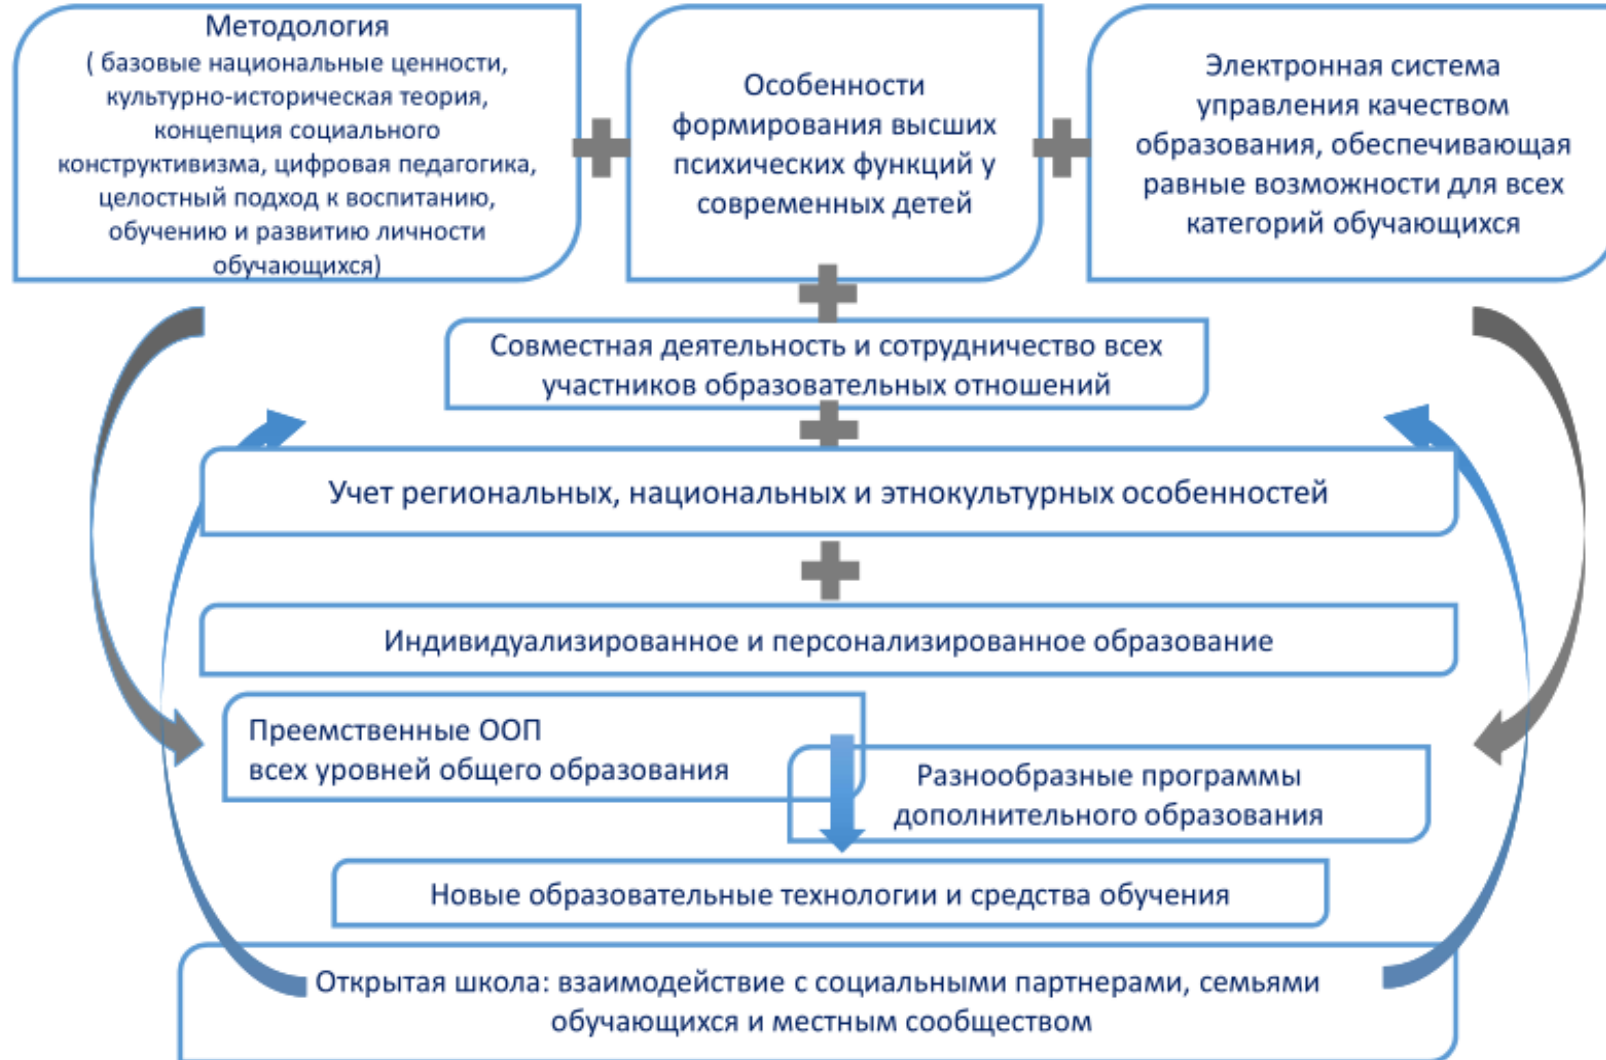 Методология
( базовые национальные ценности,
культурно-историческая теория,
концепция социального
конструктивизма, цифровая педагогика,
целостный подход к воспитанию,
обучению и развитию личности
обучающихся)
Особенности
формирования высших
психических функций у
современных детей
Электронная система
управления качеством
образования, обеспечивающая
равные возможности для всех
категорий обучающихся
Совместная деятельность и сотрудничество всех
участников образовательных отношений
Учет региональных, национальных и этнокультурных особенностей
Индивидуализированное и персонализированное образование
Преемственные ООП
всех уровней общего образования
Разнообразные программы
дополнительного образования
Новые образовательные технологии и средства обучения
Открытая школа: взаимодействие с социальными партнерами, семьями
обучающихся и местным сообществом